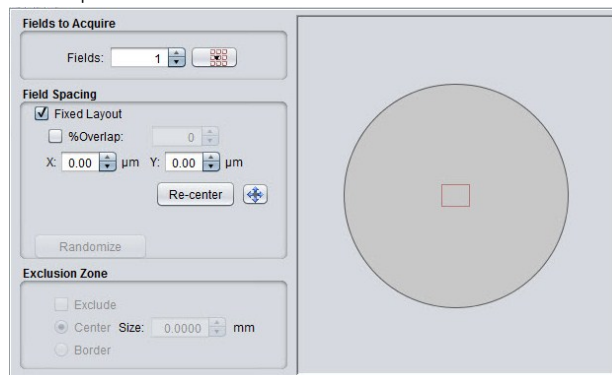 Fields to Acquire
Fields: 1
Field Spacing
Fixed Layout
%Overlap: 0
X: 0.00 µm Y: 0.00 µm
Re-center
Randomize
Exclusion Zone
Exclude
Center Size: 0.0000 mm
Border